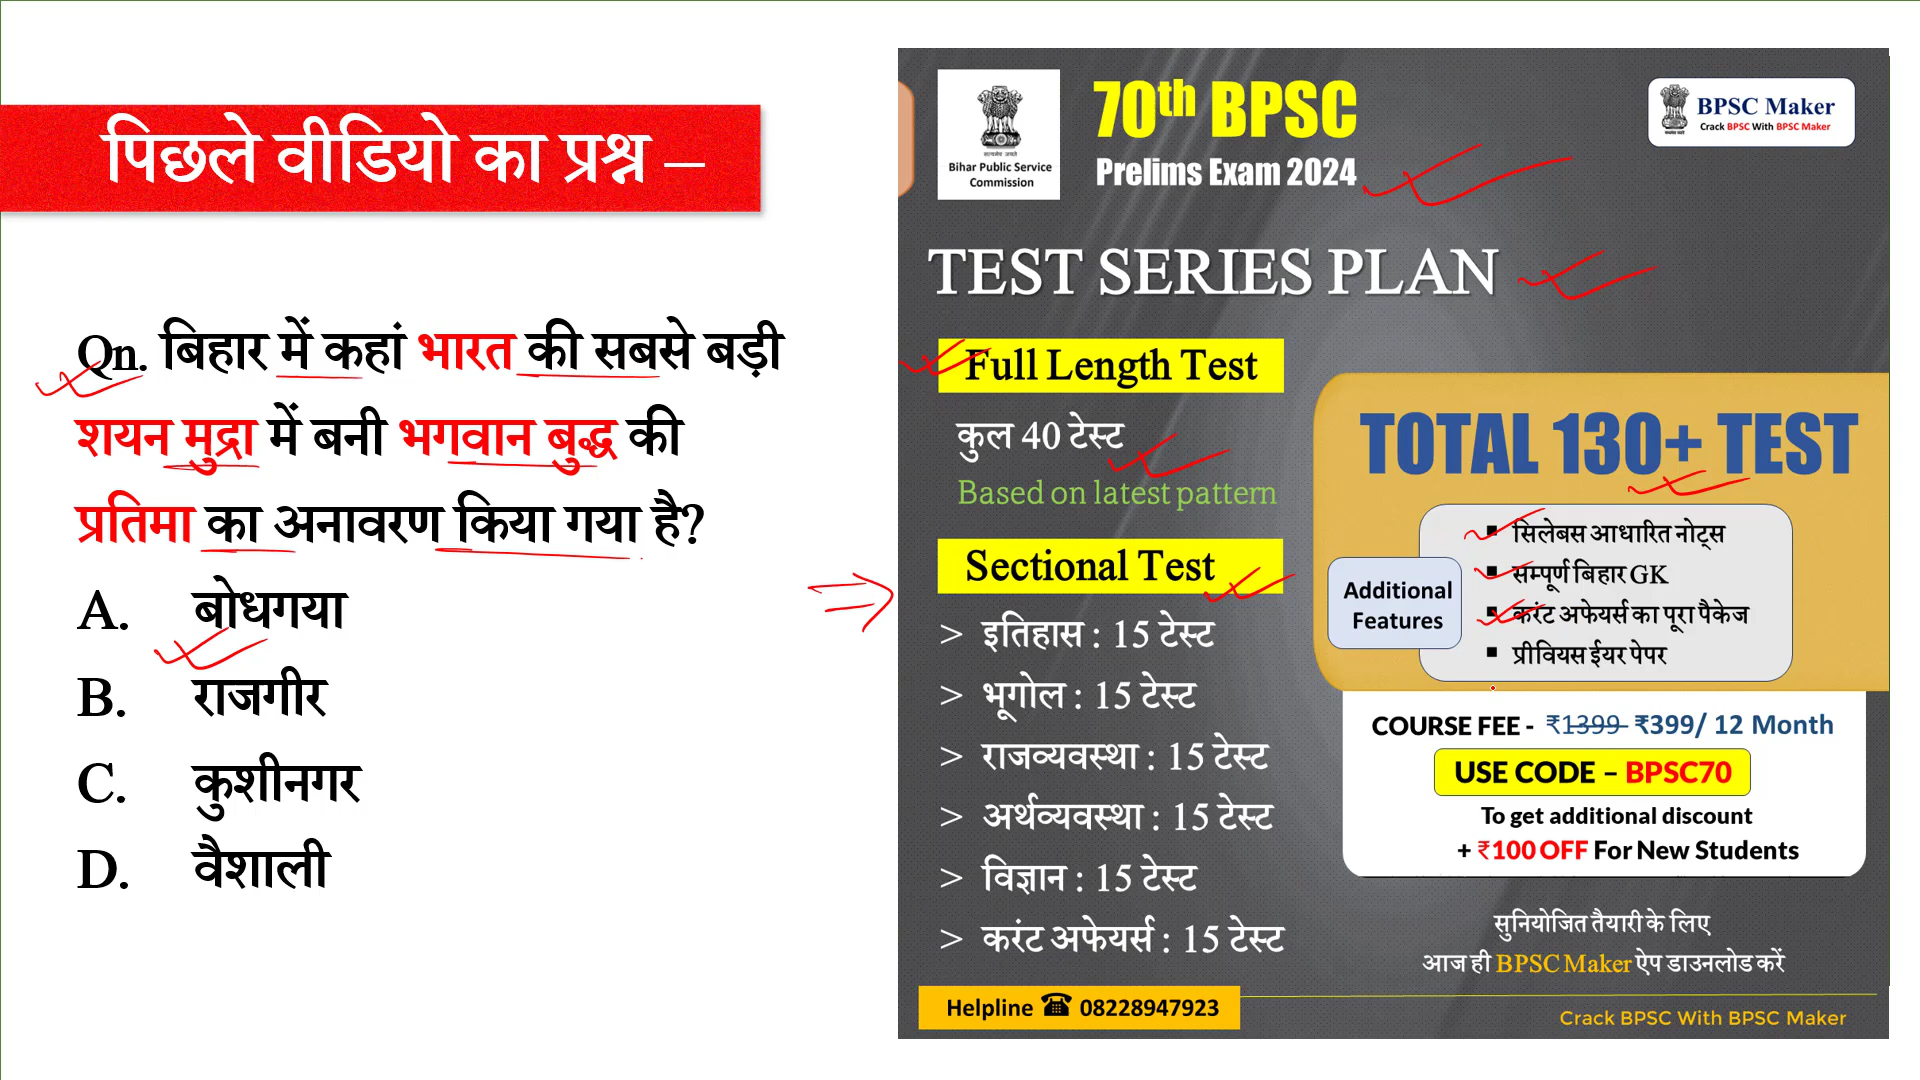 पिछले वीडियो का प्रश्न –
Qn. बिहार में कहां भारत की सबसे बड़ी
शयन मुद्रा में बनी भगवान बुद्ध की
प्रतिमा का अनावरण किया गया है?
A. बोधगया
B. राजगीर
C. कुशीनगर
D. वैशाली
सत्यमेव जयते
Bihar Public Service
Commission
70th BPSC
Prelims Exam 2024
BPSC Maker
Crack BPSC With BPSC Maker
TEST SERIES PLAN
Full Length Test
कुल 40 टेस्ट
Based on latest pattern
Sectional Test
> इतिहास : 15 टेस्ट
> भूगोल : 15 टेस्ट
> राजव्यवस्था : 15 टेस्ट
> अर्थव्यवस्था : 15 टेस्ट
> विज्ञान : 15 टेस्ट
> करंट अफेयर्स : 15 टेस्ट
TOTAL 130+ TEST
Additional
Features
▪ सिलेबस आधारित नोट्स
▪ सम्पूर्ण बिहार GK
▪ करंट अफेयर्स का पूरा पैकेज
▪ प्रीवियस ईयर पेपर
COURSE FEE - ₹1399 ₹399/ 12 Month
USE CODE – BPSC70
To get additional discount
+ ₹100 OFF For New Students
सुनियोजित तैयारी के लिए
आज ही BPSC Maker ऐप डाउनलोड करें
Helpline ☎ 08228947923
Crack BPSC With BPSC Maker